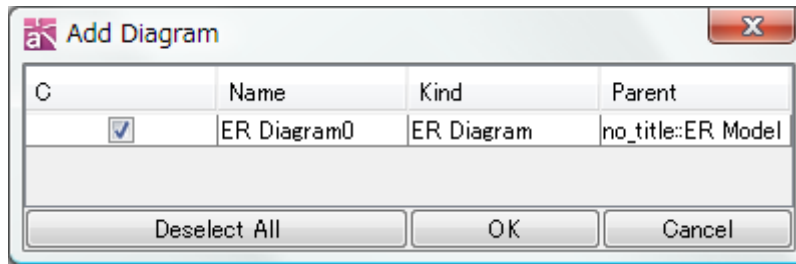 Add Diagram
C Name Kind Parent
ER Diagram0 ER Diagram no_title::ER Model
Deselect All OK Cancel